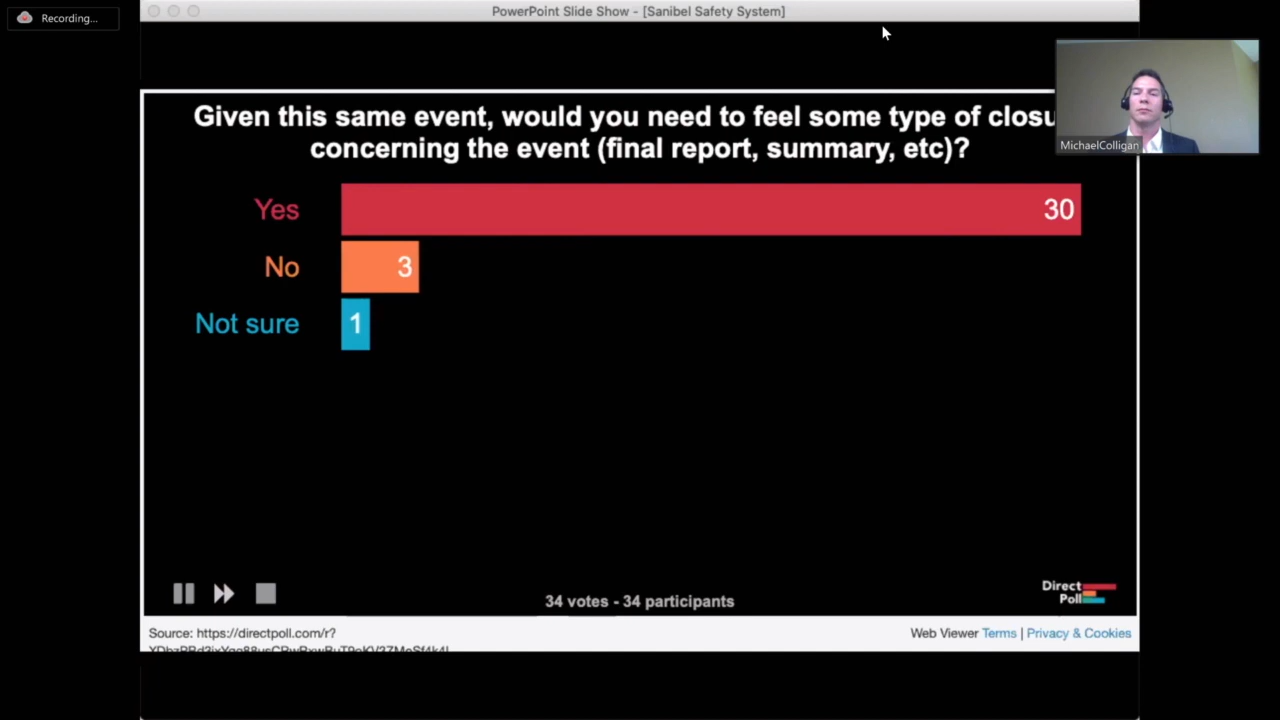 Recording...
PowerPoint Slide Show - [Sanibel Safety System]
Given this same event, would you need to feel some type of closu
concerning the event (final report, summary, etc)?
MichaelColligan
Yes
30
No
3
Not sure
1
34 votes - 34 participants
Direct
Poll
Source: https://directpoll.com/r?
Web Viewer Terms | Privacy & Cookies